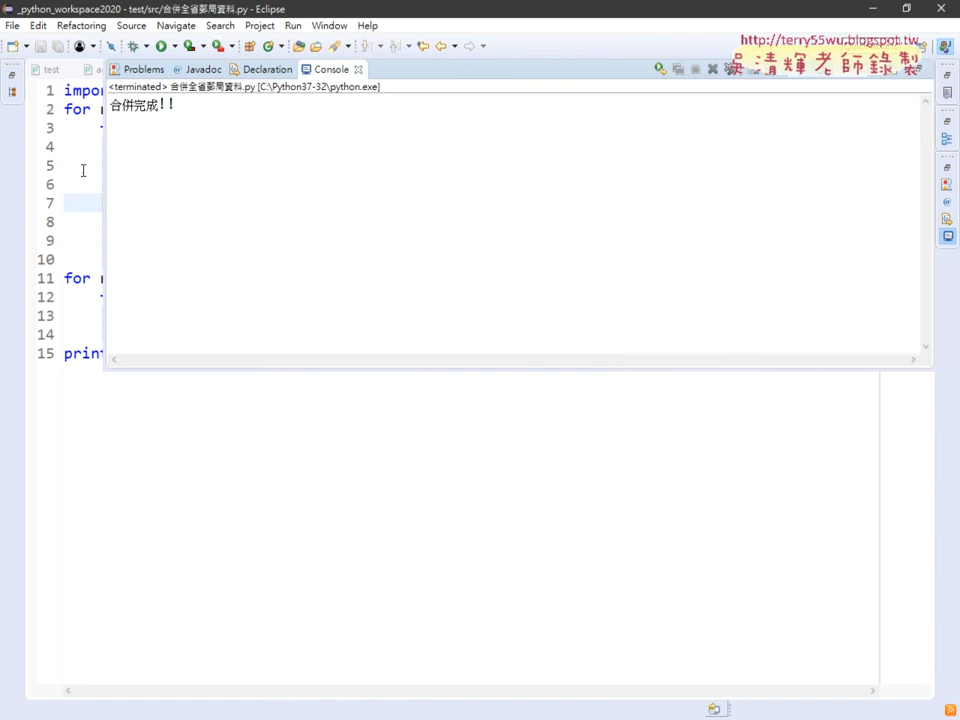 _python_workspace2020 - test/src/合併全省郵局資料.py - Eclipse
File Edit Refactoring Source Navigate Search Project Run Window Help
http://terry55wu.blogspot.tw
吳清輝老師錄製
test
Problems Javadoc Declaration Console
<terminated> 合併全省郵局資料.py [C:\Python37-32\python.exe]
合併完成!!
1 impo
2 for
3
4
5
6
7
8
9
10
11 for
12
13
14
15 print